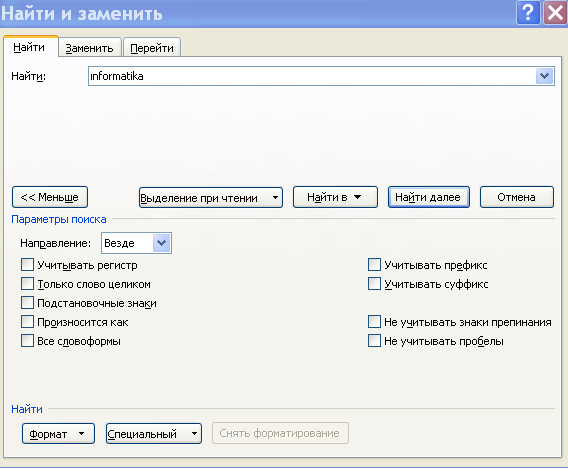 Найти и заменить
Найти Заменить Перейти
Найти: informatika
<< Меньше Выделение при чтении Найти в Найти далее Отмена
Параметры поиска
Направление: Везде
Учитывать регистр Учитывать префикс
Только слово целиком Учитывать суффикс
Подстановочные знаки
Произносится как Не учитывать знаки препинания
Все словоформы Не учитывать пробелы
Найти
Формат Специальный Снять форматирование